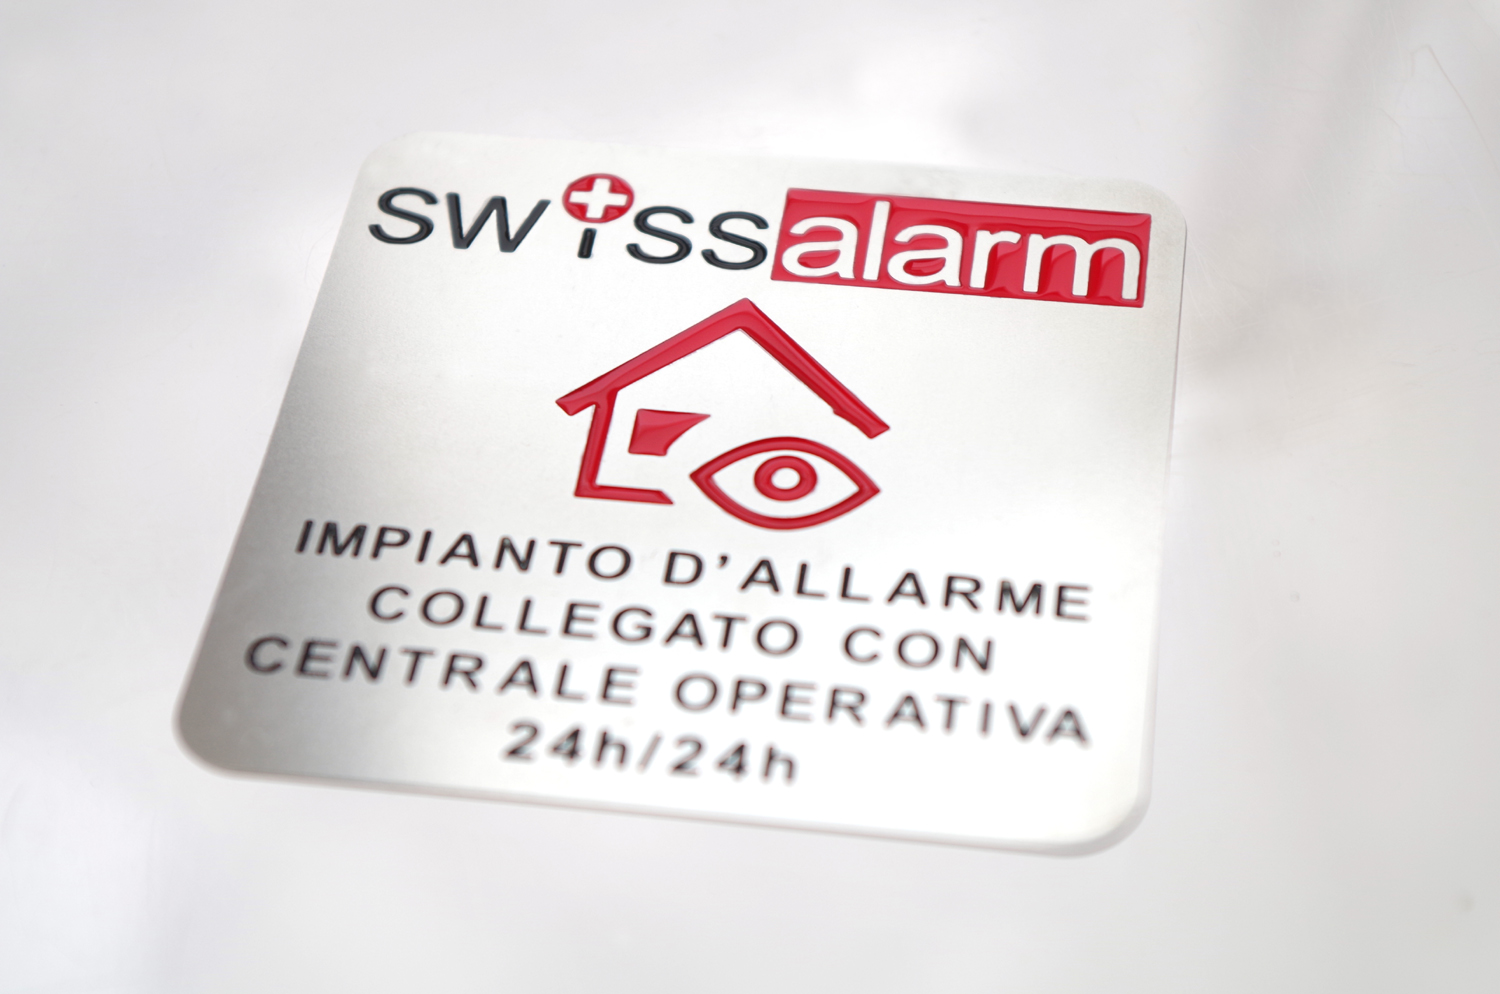 swissalarm
IMPIANTO D'ALLARME
COLLEGATO CON
CENTRALE OPERATIVA
24h/24h